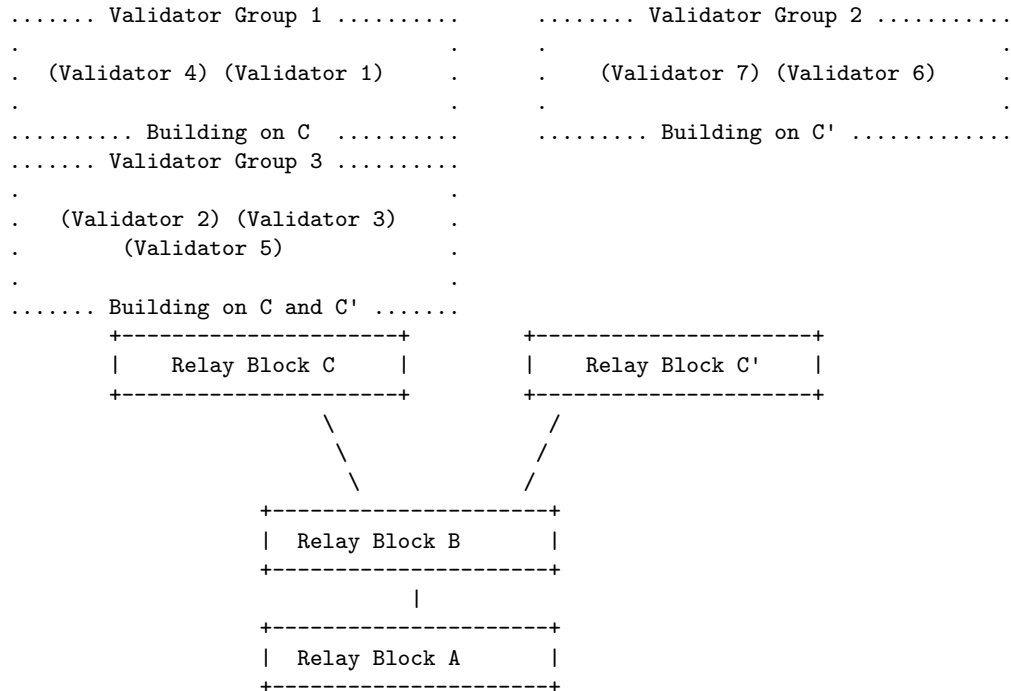 ....... Validator Group 1 .......... ........ Validator Group 2 ...........
. . . .
. (Validator 4) (Validator 1) . . (Validator 7) (Validator 6) .
. . . .
.......... Building on C .......... ......... Building on C' .............
....... Validator Group 3 ..........
. .
. (Validator 2) (Validator 3) .
. (Validator 5) .
. .
....... Building on C and C' .......
+----------------------+ +----------------------+
| Relay Block C | | Relay Block C' |
+----------------------+ +----------------------+
\ /
\ /
\ /
+----------------------+
| Relay Block B |
+----------------------+
|
+----------------------+
| Relay Block A |
+----------------------+